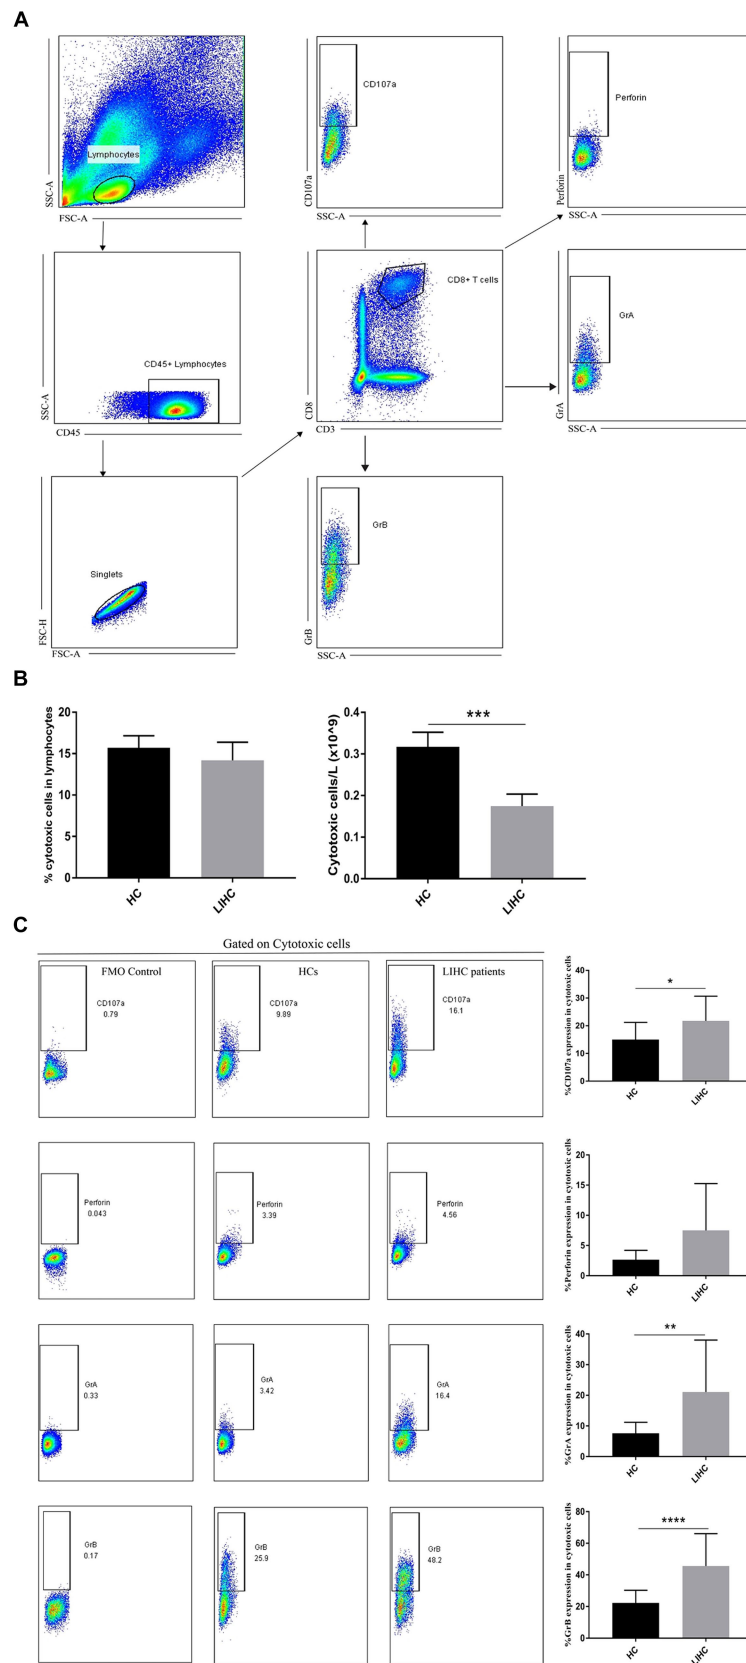 A
SSC-A
Lymphocytes
FSC-A
CD107a
CD107a
SSC-A
Perforin
Perforin
SSC-A
SSC-A
CD45+ Lymphocytes
CD45
CD8
CD8+ T cells
CD3
GrA
GrA
SSC-A
FSC-H
Singlets
FSC-A
GrB
GrB
SSC-A
B
% cytotoxic cells in lymphocytes
20
15
10
5
0
HC
LIHC
Cytotoxic cells/L (x10^9)
0.4
0.3
0.2
0.1
0.0
***
HC
LIHC
C
Gated on Cytotoxic cells
FMO Control
CD107a
0.79
HCs
CD107a
9.89
LIHC patients
CD107a
16.1
%CD107a expression in cytotoxic cells
40
30
20
10
0
*
HC
LIHC
Perforin
0.043
Perforin
3.39
Perforin
4.56
%Perforin expression in cytotoxic cells
20
15
10
5
0
HC
LIHC
GrA
0.33
GrA
3.42
GrA
16.4
%GrA expression in cytotoxic cells
40
30
20
10
0
**
HC
LIHC
GrB
0.17
GrB
25.9
GrB
48.2
%GrB expression in cytotoxic cells
80
60
40
20
0
****
HC
LIHC